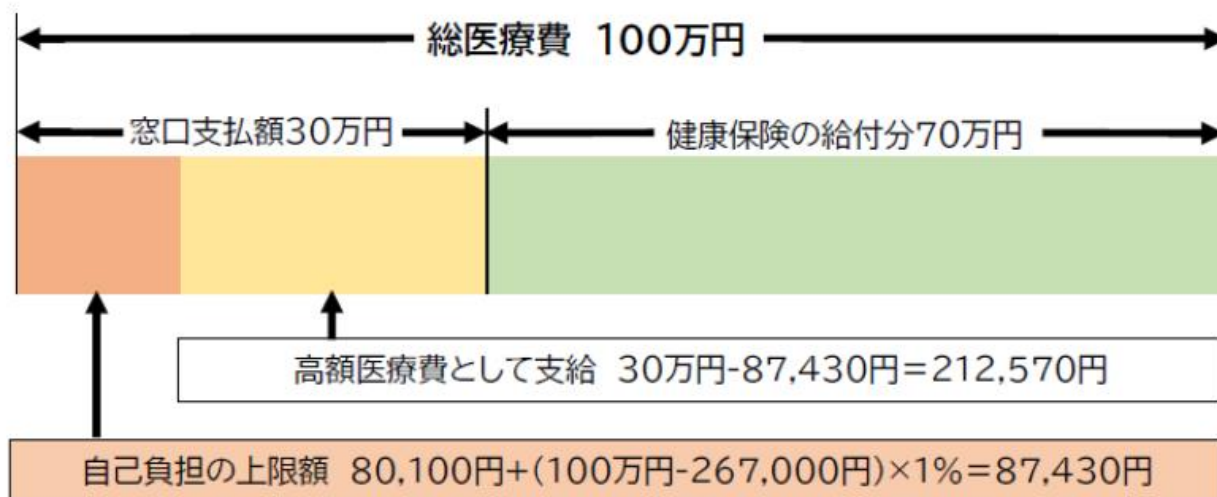 総医療費 100万円
窓口支払額30万円
健康保険の給付分70万円
高額医療費として支給 30万円-87,430円=212,570円
自己負担の上限額 80,100円+(100万円-267,000円)×1%=87,430円